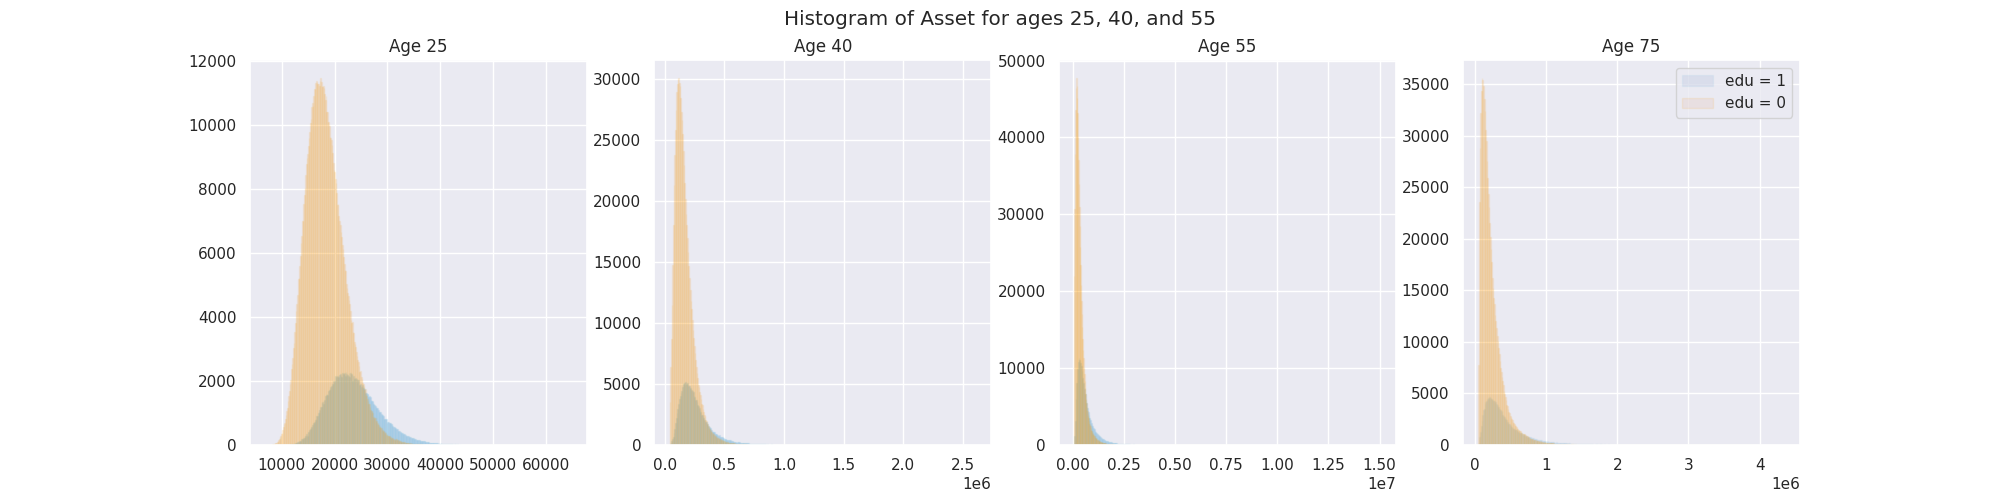 Histogram of Asset for ages 25, 40, and 55
Age 25
12000
10000
8000
6000
4000
2000
0
10000 20000 30000 40000 50000 60000
Age 40
30000
25000
20000
15000
10000
5000
0
0.0 0.5 1.0 1.5 2.0 2.5
1e6
Age 55
50000
40000
30000
20000
10000
0
0.00 0.25 0.50 0.75 1.00 1.25 1.50
1e7
Age 75
35000
30000
25000
20000
15000
10000
5000
0
0 1 2 3 4
1e6
edu = 1
edu = 0